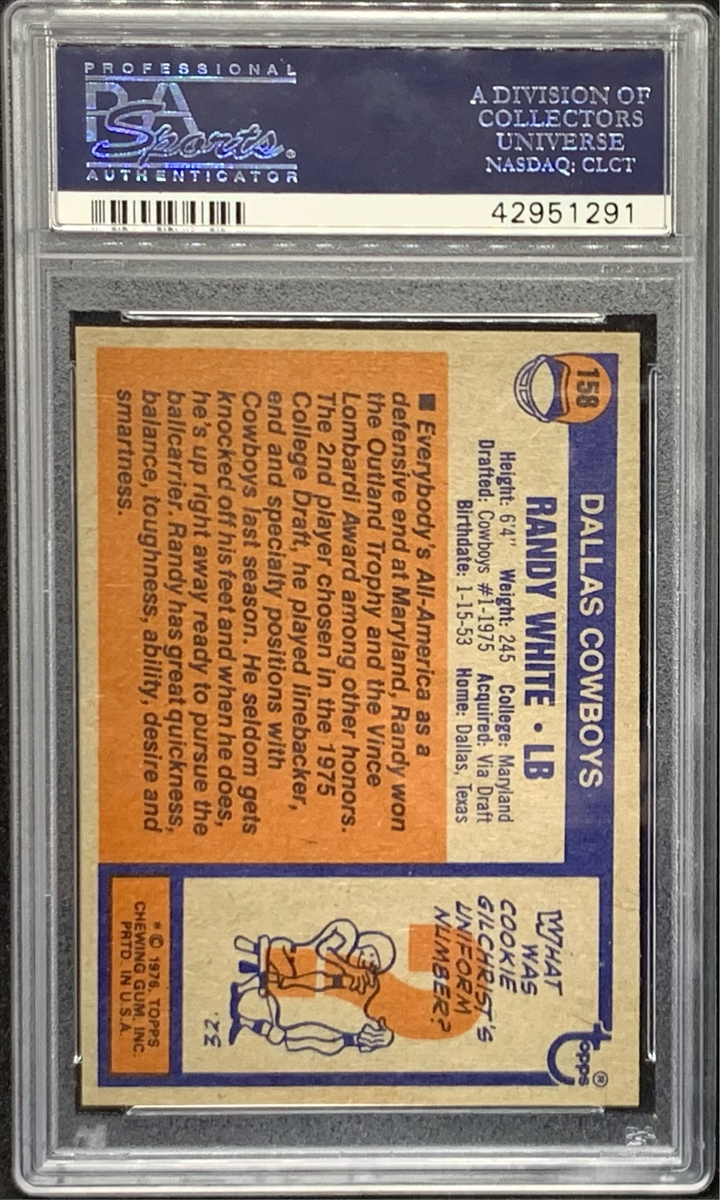 PROFESSIONAL
PSA
Sports®
AUTHENTICATOR
A DIVISION OF
COLLECTORS
UNIVERSE
NASDAQ: CLCT
42951291
158
DALLAS COWBOYS
RANDY WHITE • LB
Height: 6'4" Weight: 245 College: Maryland
Drafted: Cowboys #1-1975 Acquired: Via Draft
Birthdate: 1-15-53 Home: Dallas, Texas
■ Everybody's All-America as a
defensive end at Maryland, Randy won
the Outland Trophy and the Vince
Lombardi Award among other honors.
The 2nd player chosen in the 1975
College Draft, he played linebacker,
end and specialty positions with
Cowboys last season. He seldom gets
knocked off his feet and when he does,
he's up right away ready to pursue the
ballcarrier. Randy has great quickness,
balance, toughness, ability, desire and
smartness.
topps®
WHAT
WAS
COOKIE
GILCHRIST'S
UNIFORM
NUMBER?
?
* © 1976, TOPPS
CHEWING GUM, INC.
PRTD. IN U.S.A.